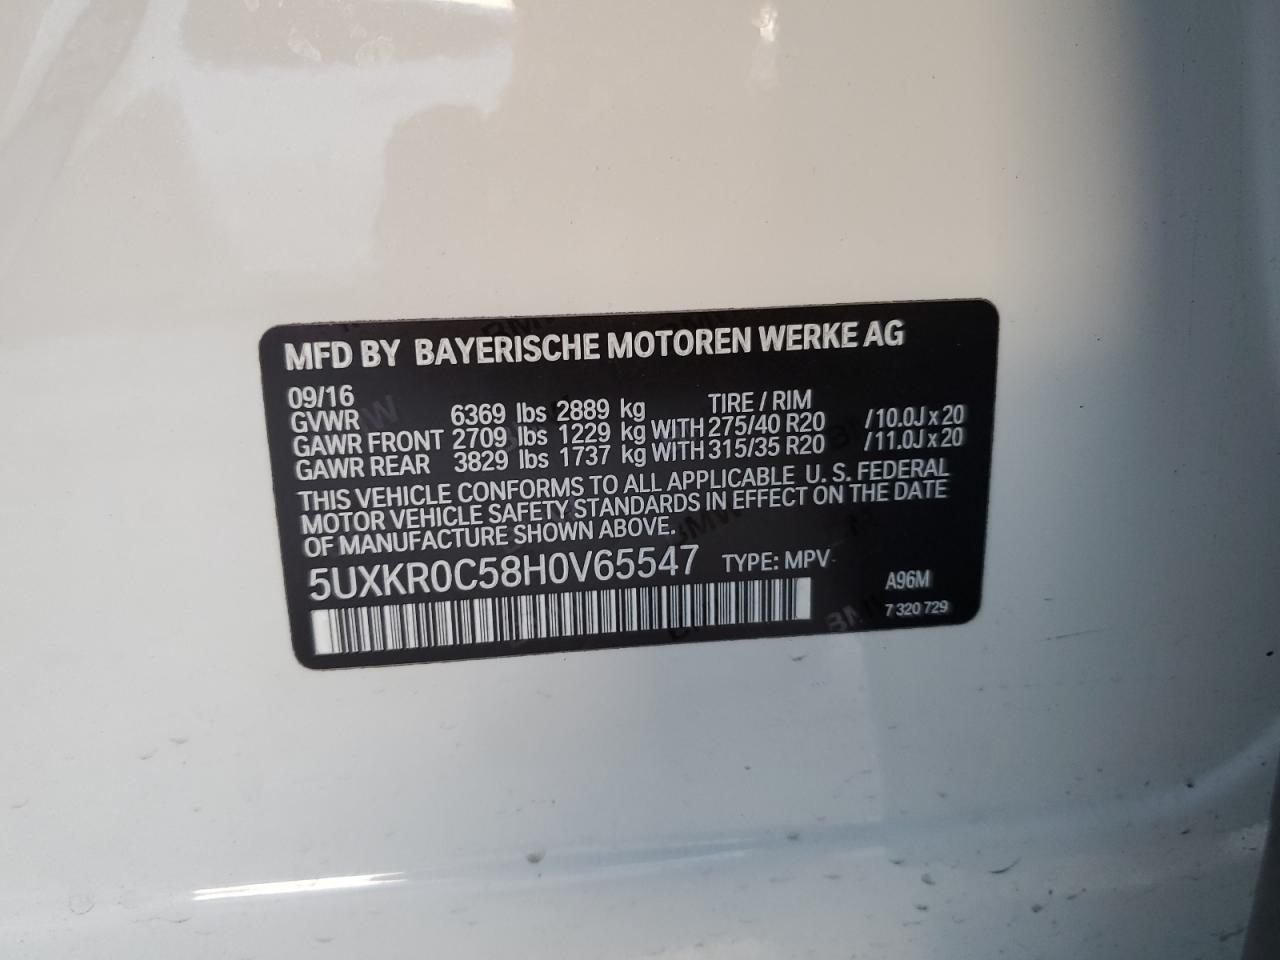 MFD BY BAYERISCHE MOTOREN WERKE AG
09/16 TIRE / RIM
GVWR 6369 lbs 2889 kg
GAWR FRONT 2709 lbs 1229 kg WITH 275/40 R20 /10.0J x 20
GAWR REAR 3829 lbs 1737 kg WITH 315/35 R20 /11.0J x 20
THIS VEHICLE CONFORMS TO ALL APPLICABLE U. S. FEDERAL
MOTOR VEHICLE SAFETY STANDARDS IN EFFECT ON THE DATE
OF MANUFACTURE SHOWN ABOVE.
5UXKR0C58H0V65547 TYPE: MPV
A96M
7 320 729